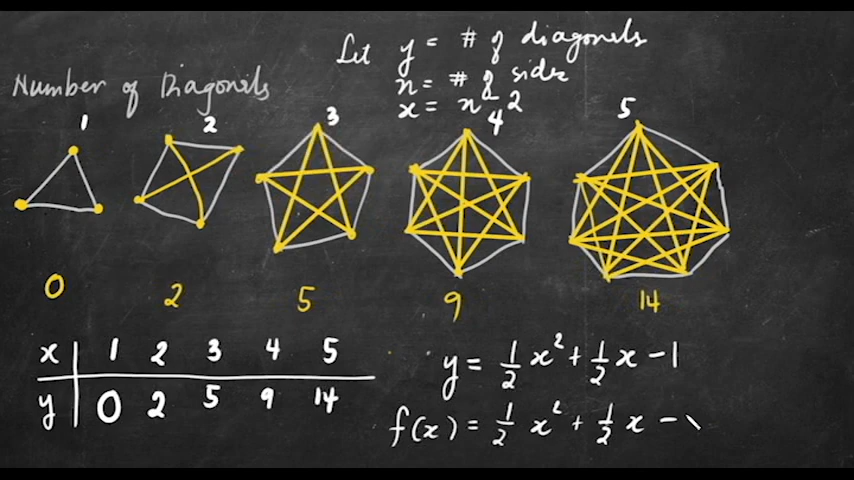 Let y = # of diagonals
n = # of sides
x = n - 2
Number of Diagonals
1 2 3 4 5
0 2 5 9 14
x | 1 2 3 4 5
y | 0 2 5 9 14
y = 1/2 x² + 1/2 x - 1
f(x) = 1/2 x² + 1/2 x -